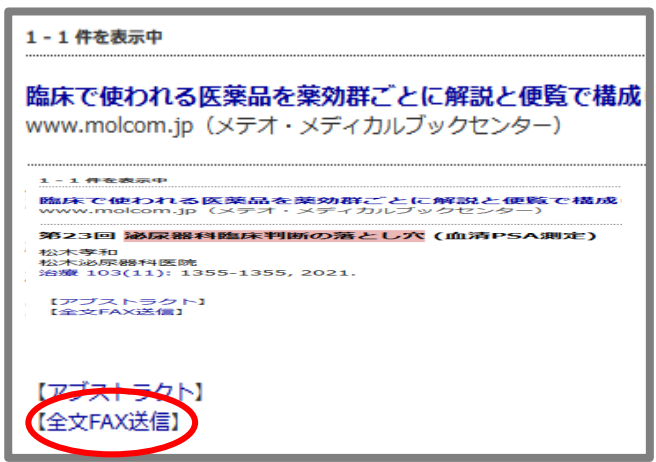 1 - 1 件を表示中
臨床で使われる医薬品を薬効群ごとに解説と便覧で構成
www.molcom.jp（メテオ・メディカルブックセンター）
1 - 1 件を表示中
臨床で使われる医薬品を薬効群ごとに解説と便覧で構成
www.molcom.jp（メテオ・メディカルブックセンター）
第23回 泌尿器科臨床判断の落とし穴 (血清PSA測定)
松木孝和
松木泌尿器科医院
治療 103(11): 1355-1355, 2021.
【アブストラクト】
【全文FAX送信】
【アブストラクト】
【全文FAX送信】